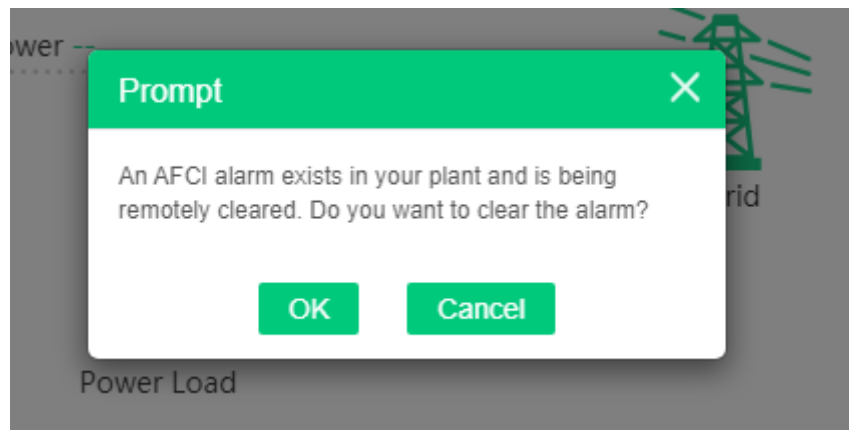 ower --
Prompt
An AFCI alarm exists in your plant and is being
remotely cleared. Do you want to clear the alarm?
rid
OK Cancel
Power Load